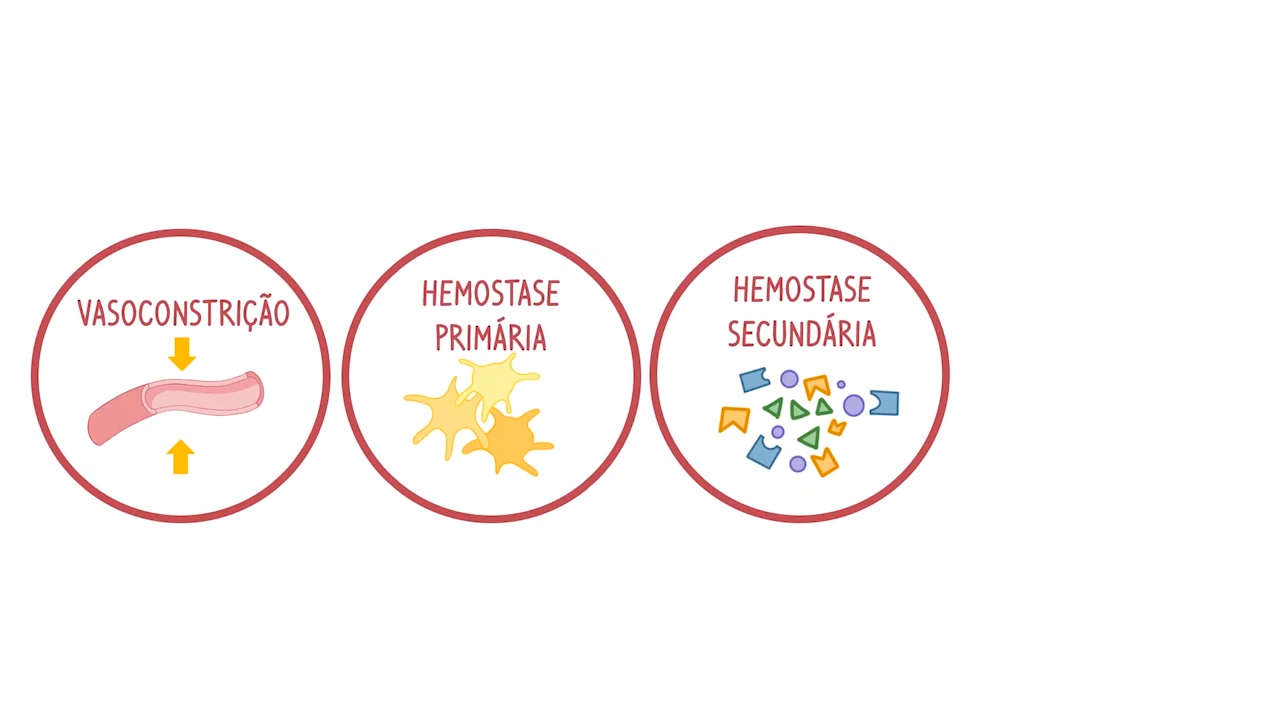 VASOCONSTRIÇÃO
HEMOSTASE
PRIMÁRIA
HEMOSTASE
SECUNDÁRIA